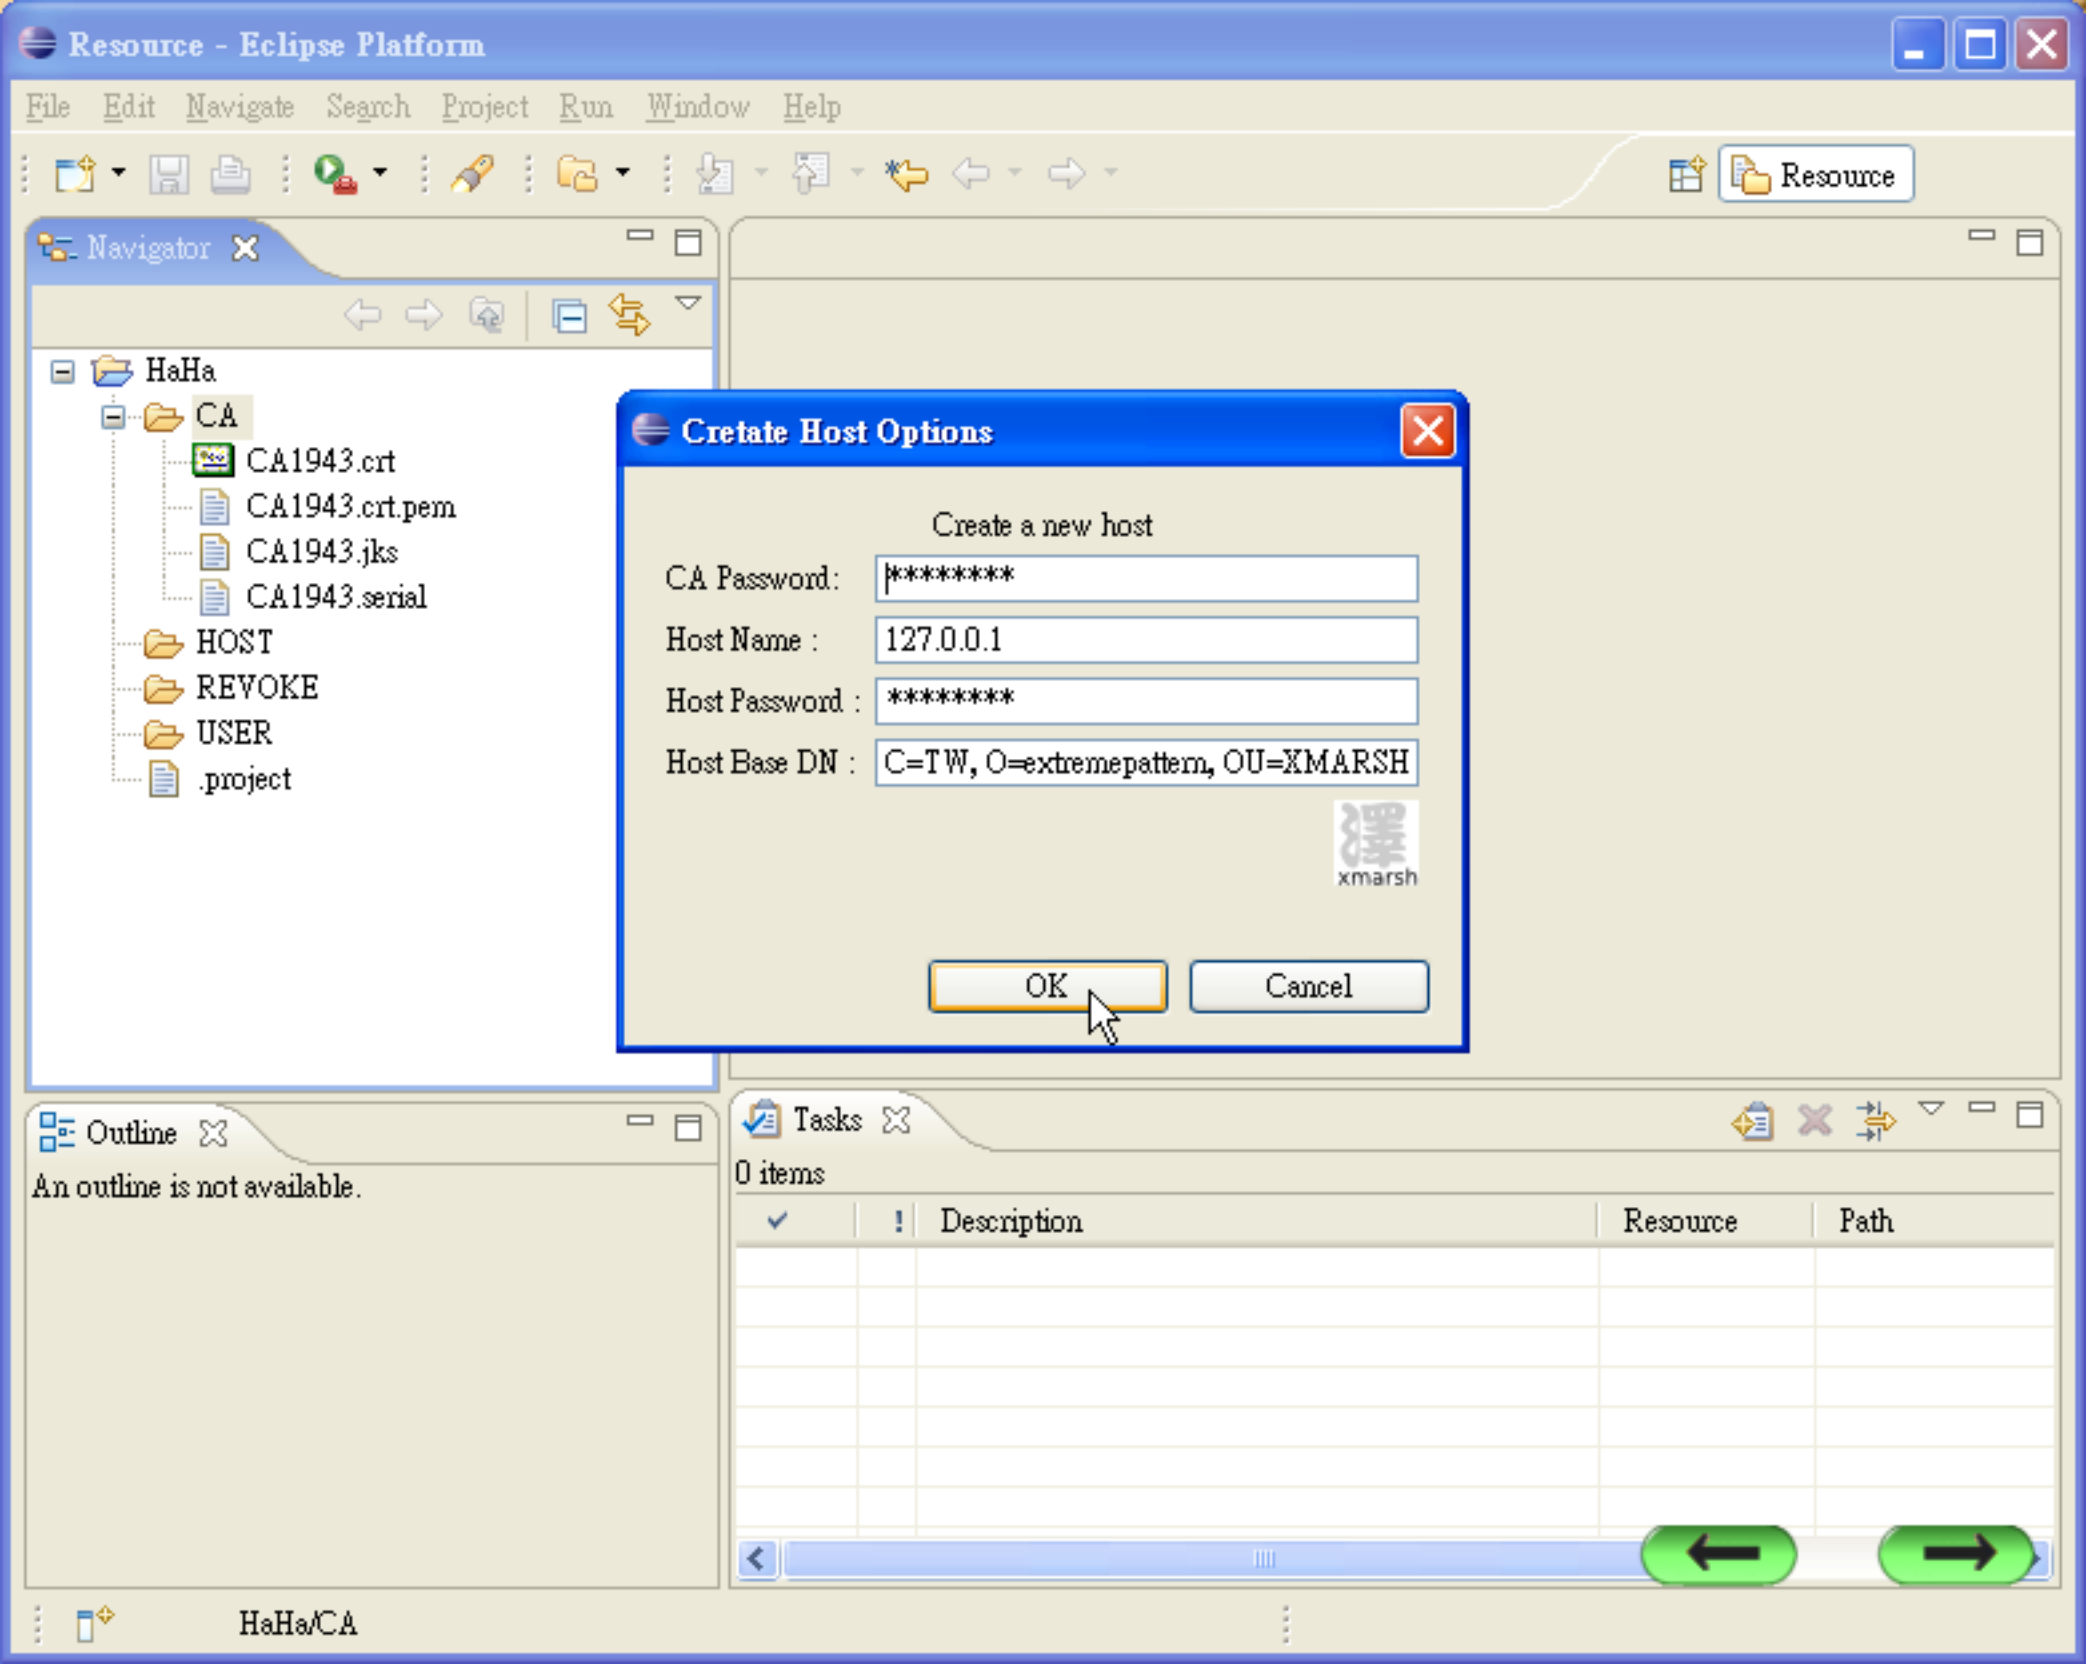 Resource - Eclipse Platform
File Edit Navigate Search Project Run Window Help
Resource
Navigator
HaHa
CA
CA1943.crt
CA1943.crt.pem
CA1943.jks
CA1943.serial
HOST
REVOKE
USER
.project
Cretate Host Options
Create a new host
CA Password: ********
Host Name : 127.0.0.1
Host Password : ********
Host Base DN : C=TW, O=extremepattern, OU=XMARSH
澤
xmarsh
OK Cancel
Outline
An outline is not available.
Tasks
0 items
! Description Resource Path
HaHa/CA